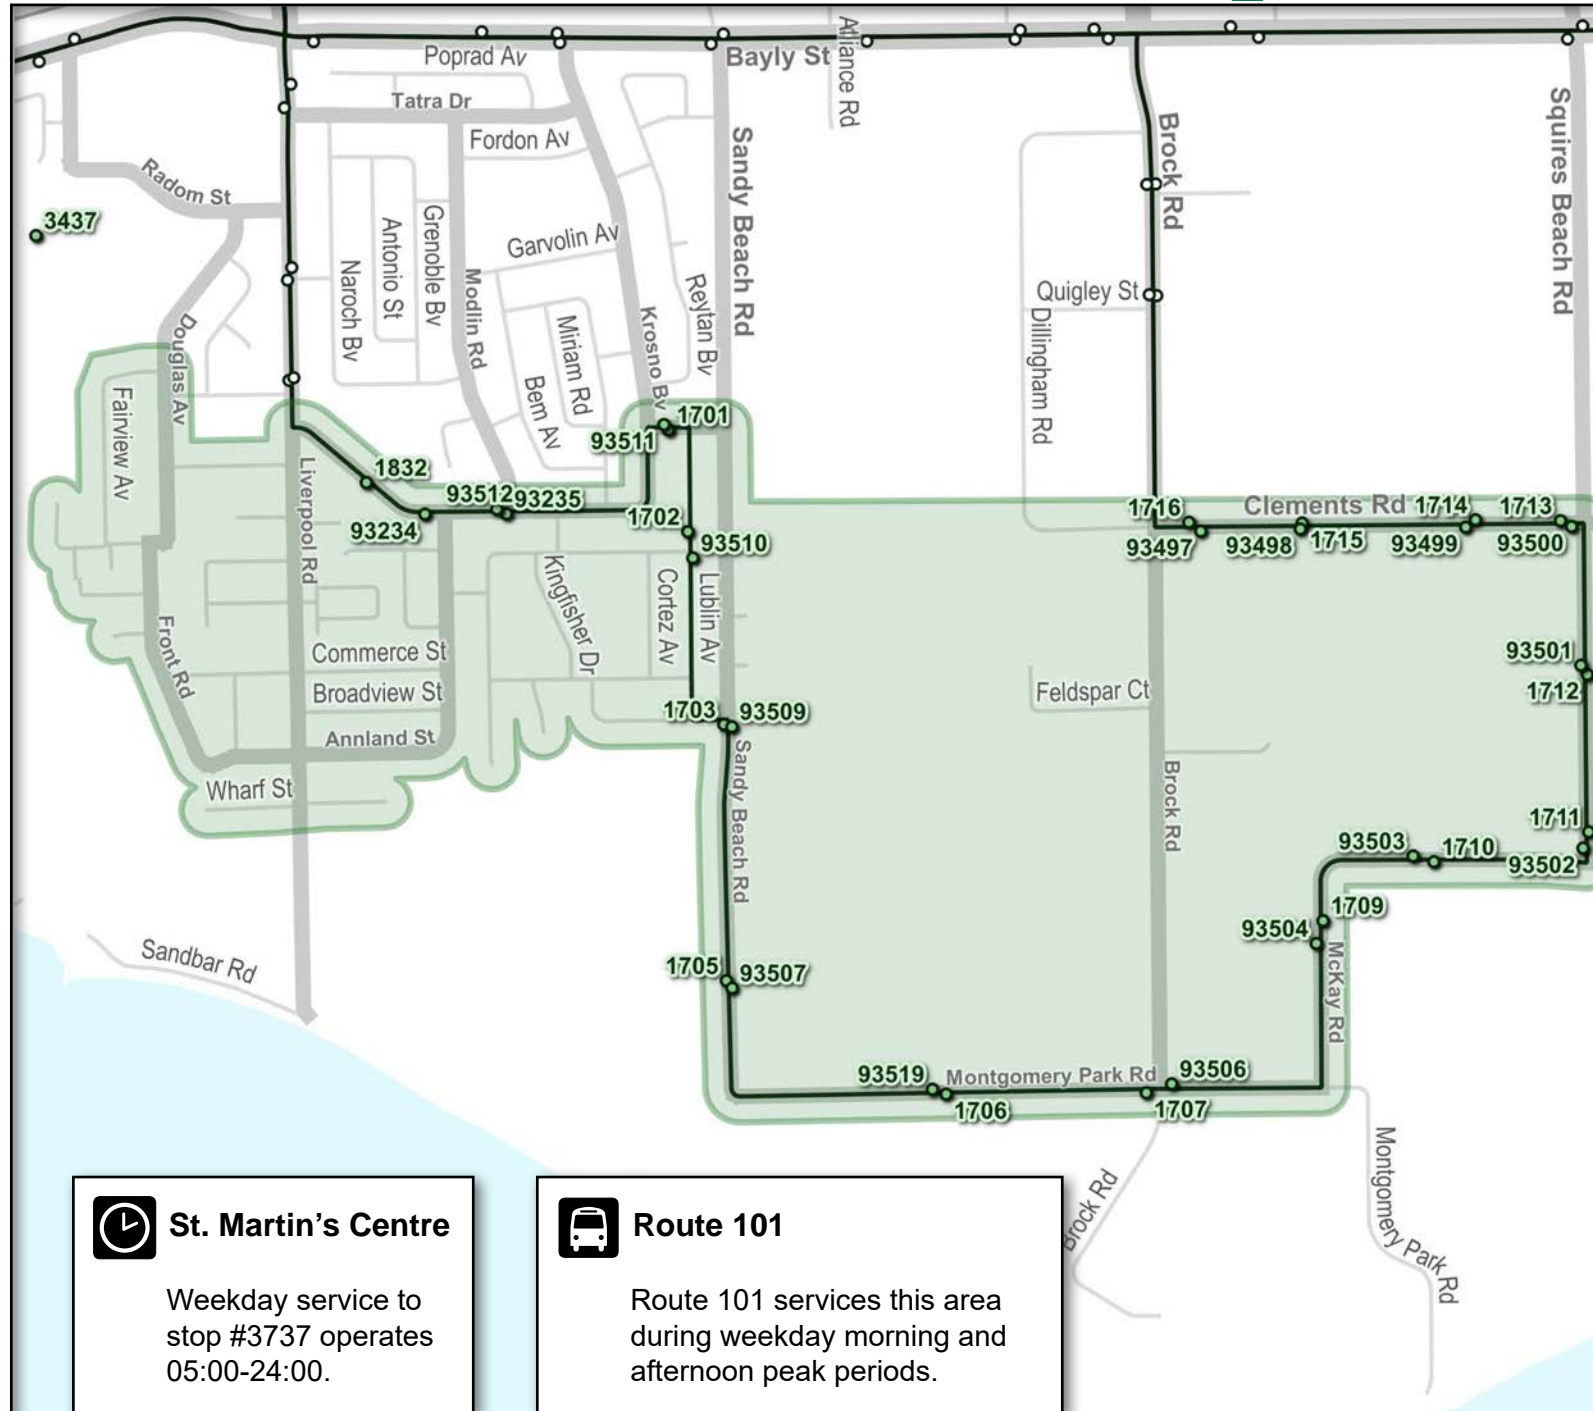 Poprad Av
Bayly St
Alliance Rd
Tatra Dr
Fordon Av
Radom St
Sandy Beach Rd
Brock Rd
Squires Beach Rd
3437
Naroch Bv
Antonio St
Grenoble Bv
Modlin Rd
Garvolin Av
Krosno Bv
Reytan Bv
Quigley St
Dillingham Rd
Douglas Av
Miriam Rd
Bem Av
Fairview Av
1701
93511
1832
93512
93235
1702
93234
93510
Liverpool Rd
1716
Clements Rd
1714
1713
93497
93498
1715
93499
93500
Kingfisher Dr
Cortez Av
Lublin Av
Front Rd
Commerce St
Broadview St
Annland St
Wharf St
1703
93509
Feldspar Ct
93501
1712
Sandy Beach Rd
Brock Rd
1711
93503
1710
93502
1709
93504
McKay Rd
Sandbar Rd
1705
93507
93519
Montgomery Park Rd
93506
1706
1707
Brock Rd
Montgomery Park Rd
St. Martin's Centre
Weekday service to
stop #3737 operates
05:00-24:00.
Route 101
Route 101 services this area
during weekday morning and
afternoon peak periods.